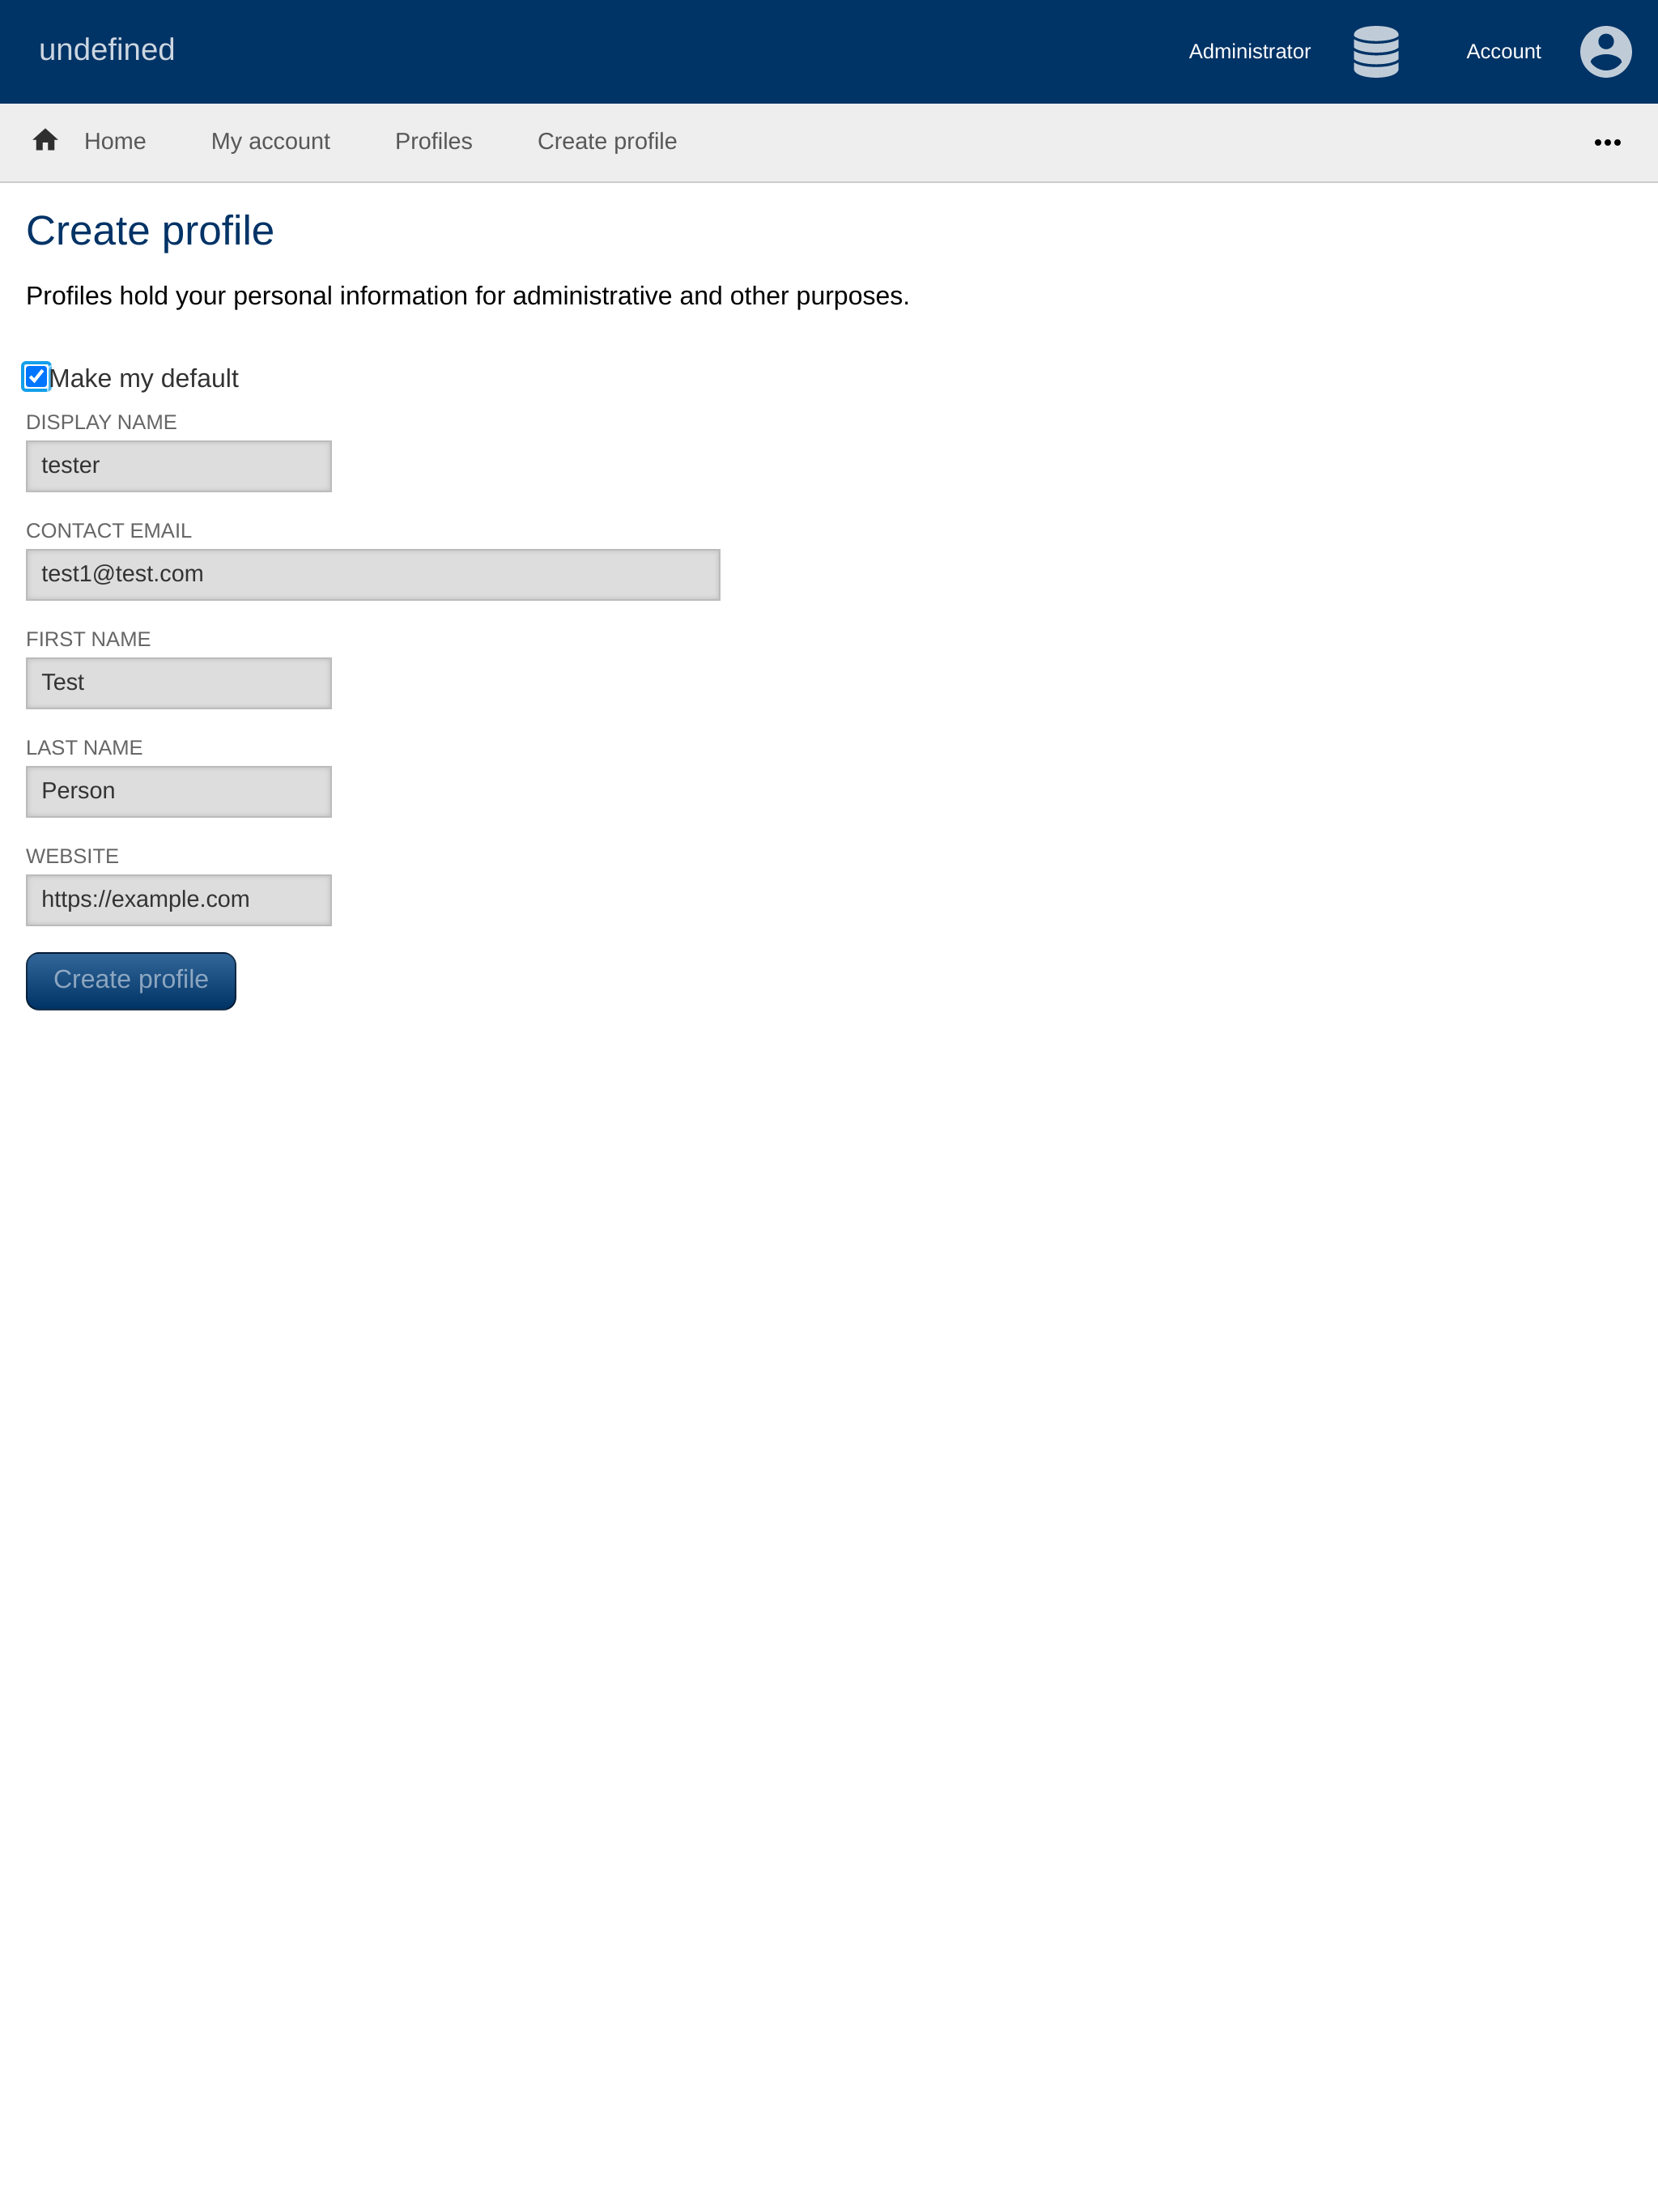 undefined Administrator Account
Home My account Profiles Create profile
Create profile
Profiles hold your personal information for administrative and other purposes.
Make my default
DISPLAY NAME
tester
CONTACT EMAIL
test1@test.com
FIRST NAME
Test
LAST NAME
Person
WEBSITE
https://example.com
Create profile